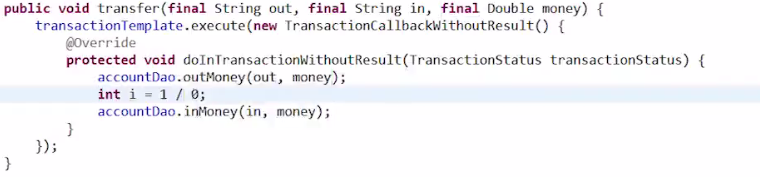 public void transfer(final String out, final String in, final Double money) {
transactionTemplate.execute(new TransactionCallbackWithoutResult() {
@Override
protected void doInTransactionWithoutResult(TransactionStatus transactionStatus) {
accountDao.outMoney(out, money);
int i = 1 / 0;
accountDao.inMoney(in, money);
}
});
}